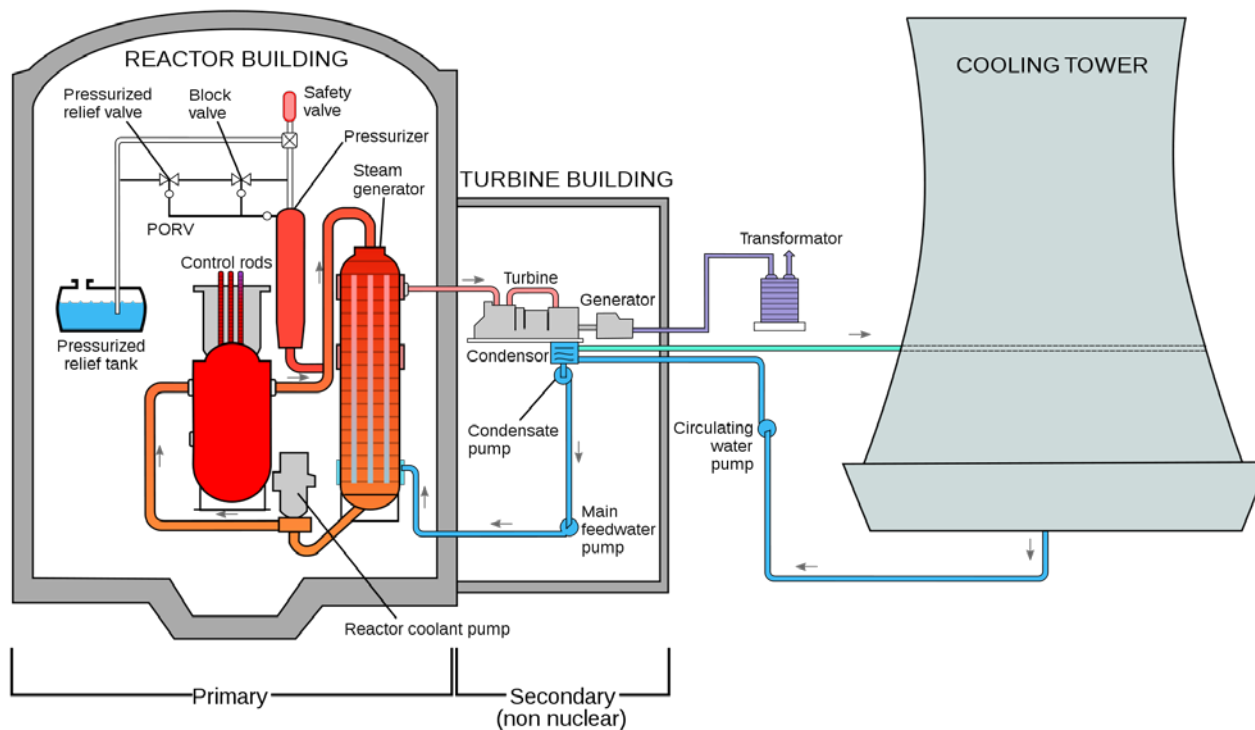 REACTOR BUILDING
COOLING TOWER
Pressurized
relief valve
Block
valve
Safety
valve
Pressurizer
Steam
generator
TURBINE BUILDING
PORV
Control rods
Transformator
Turbine
Generator
Pressurized
relief tank
Condensor
Condensate
pump
Circulating
water
pump
Main
feedwater
pump
Reactor coolant pump
Primary
Secondary
(non nuclear)